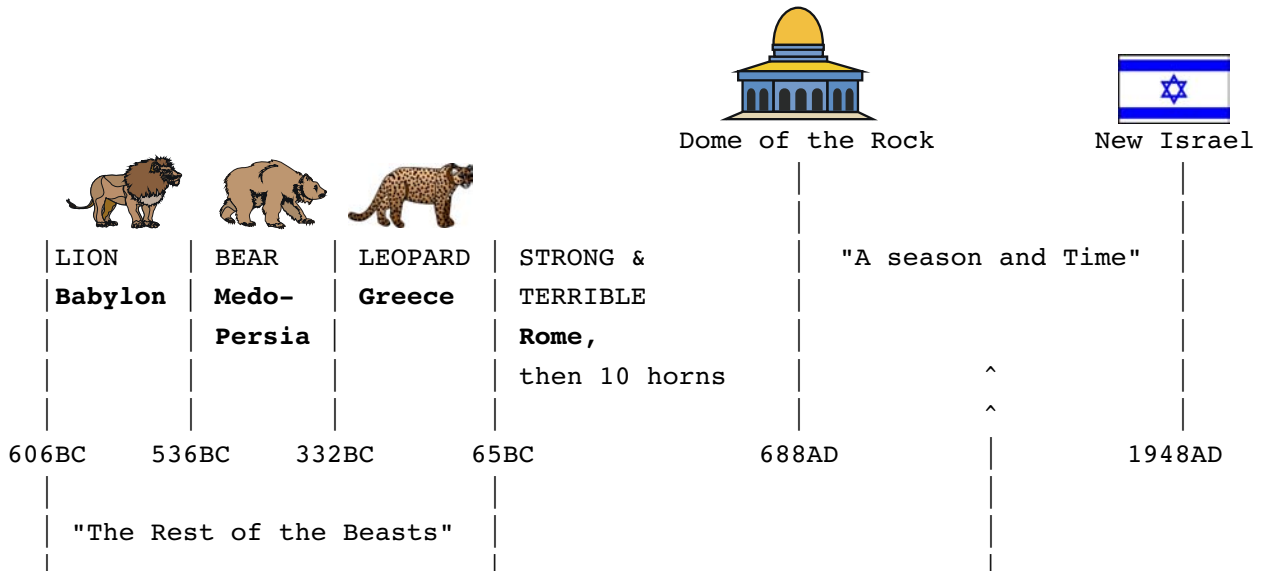 Dome of the Rock New Israel
LION BEAR LEOPARD STRONG & "A season and Time"
Babylon Medo- Greece TERRIBLE
Persia Rome,
then 10 horns
606BC 536BC 332BC 65BC 688AD 1948AD
"The Rest of the Beasts"